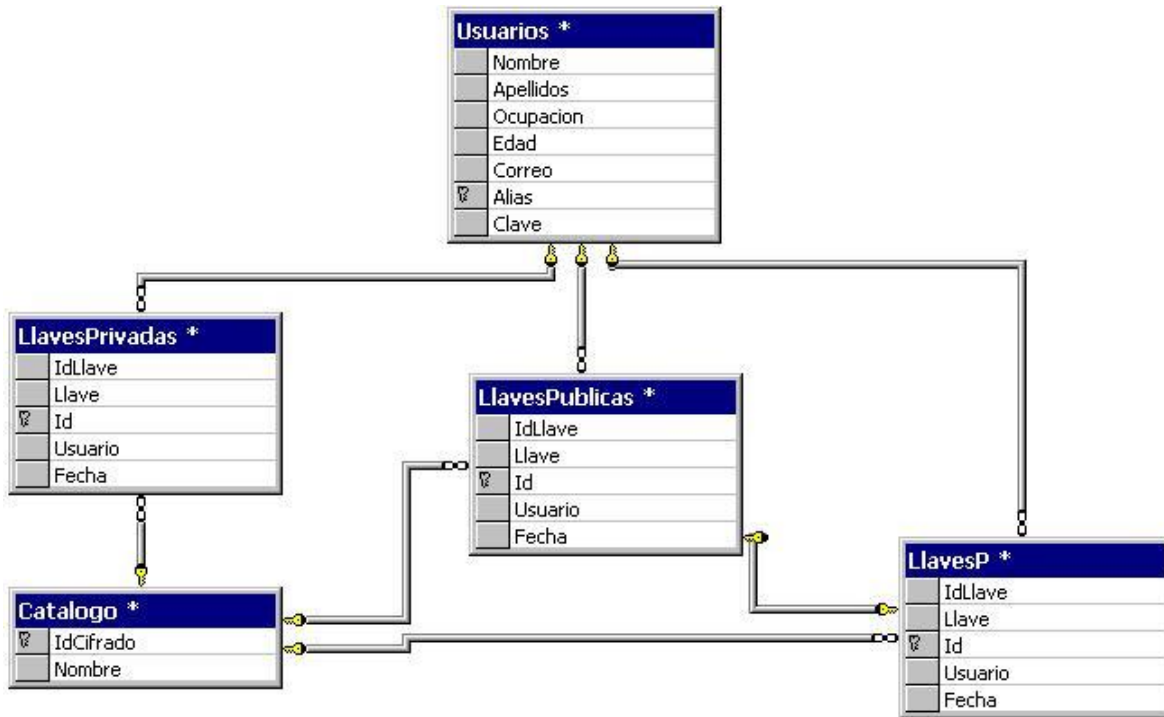 Usuarios *
Nombre
Apellidos
Ocupacion
Edad
Correo
Alias
Clave
LlavesPrivadas *
IdLlave
Llave
Id
Usuario
Fecha
LlavesPublicas *
IdLlave
Llave
Id
Usuario
Fecha
Catalogo *
IdCifrado
Nombre
LlavesP *
IdLlave
Llave
Id
Usuario
Fecha